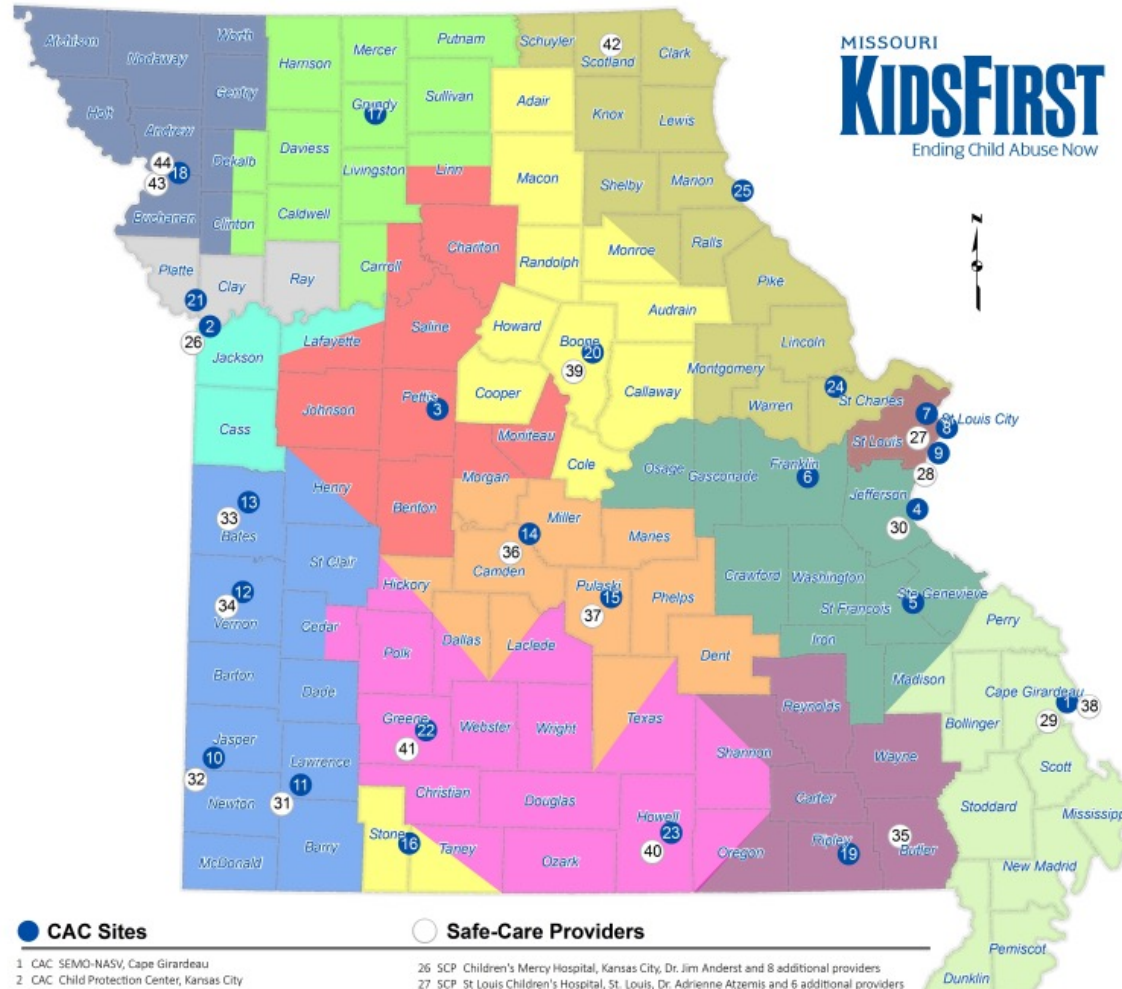 MISSOURI
KIDSFIRST
Ending Child Abuse Now
N
Atchison
Nodaway
Worth
Harrison
Mercer
Putnam
Schuyler
42
Scotland
Clark
Holt
Gentry
Grundy
17
Sullivan
Adair
Knox
Lewis
Andrew
44
18
43
Dekalb
Daviess
Livingston
Linn
Macon
Shelby
Marion
25
Buchanan
Clinton
Caldwell
Chariton
Randolph
Monroe
Ralls
Platte
Clay
Ray
Carroll
Pike
21
2
26
Jackson
Lafayette
Saline
Howard
Boone
20
39
Audrain
Lincoln
Cass
Johnson
Pettis
3
Cooper
Callaway
Montgomery
Warren
24
St Charles
7
St Louis City
8
St Louis
27
9
28
Moniteau
Cole
Morgan
Osage
Gasconade
Franklin
6
Jefferson
4
30
Henry
Benton
13
33
Bates
St Clair
14
Miller
Maries
36
Camden
Hickory
Pulaski
15
37
Phelps
Crawford
Washington
St Francois
Ste Genevieve
5
Perry
12
34
Vernon
Cedar
Polk
Dallas
Laclede
Dent
Iron
Madison
Barton
Dade
Greene
22
41
Webster
Wright
Texas
Reynolds
Bollinger
Cape Girardeau
1
38
29
Jasper
10
32
Lawrence
11
31
Newton
Christian
Douglas
Shannon
Wayne
Scott
Carter
Stoddard
Mississipp
McDonald
Barry
Stone
16
Taney
Ozark
Howell
23
40
Oregon
Ripley
19
35
Butler
New Madrid
Pemiscot
Dunklin
CAC Sites
1 CAC SEMO-NASV, Cape Girardeau
2 CAC Child Protection Center, Kansas City
Safe-Care Providers
26 SCP Children's Mercy Hospital, Kansas City, Dr. Jim Anderst and 8 additional providers
27 SCP St Louis Children's Hospital, St. Louis, Dr. Adrienne Atzemis and 6 additional providers